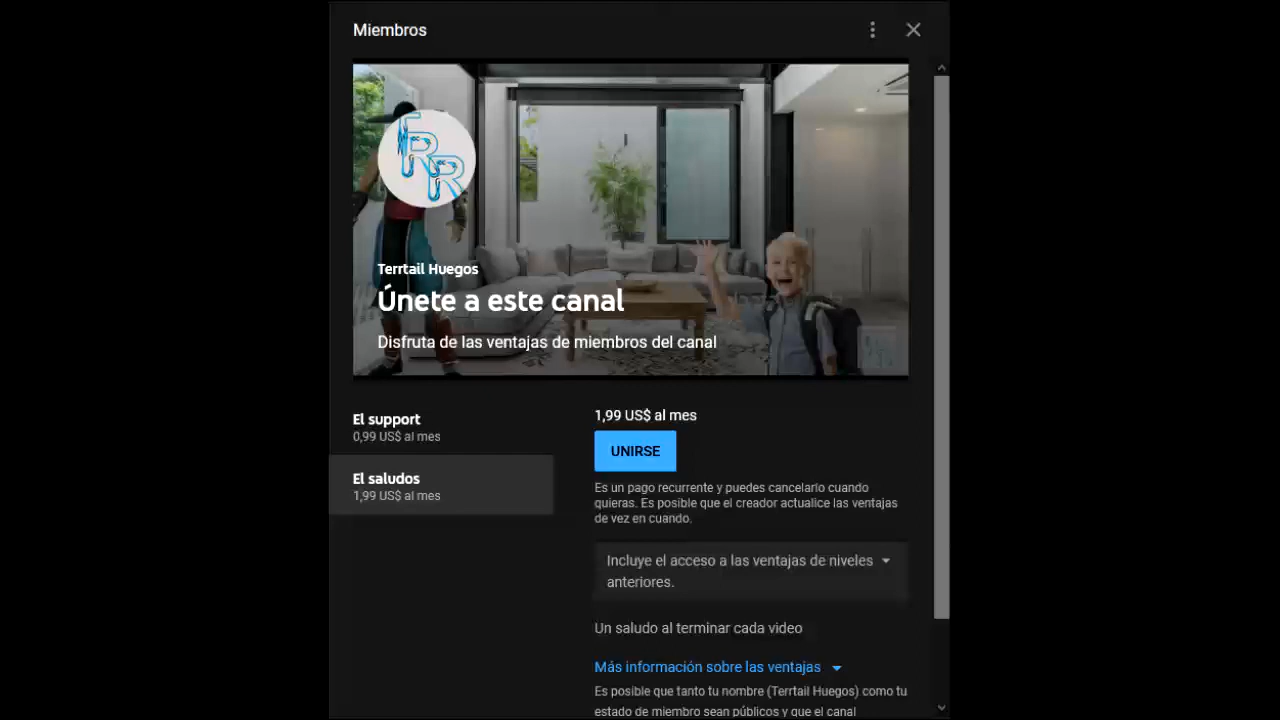 Miembros
Terrtail Huegos
Únete a este canal
Disfruta de las ventajas de miembros del canal
El support
0,99 US$ al mes
El saludos
1,99 US$ al mes
1,99 US$ al mes
UNIRSE
Es un pago recurrente y puedes cancelarlo cuando
quieras. Es posible que el creador actualice las ventajas
de vez en cuando.
Incluye el acceso a las ventajas de niveles
anteriores.
Un saludo al terminar cada video
Más información sobre las ventajas
Es posible que tanto tu nombre (Terrtail Huegos) como tu
estado de miembro sean públicos y que el canal